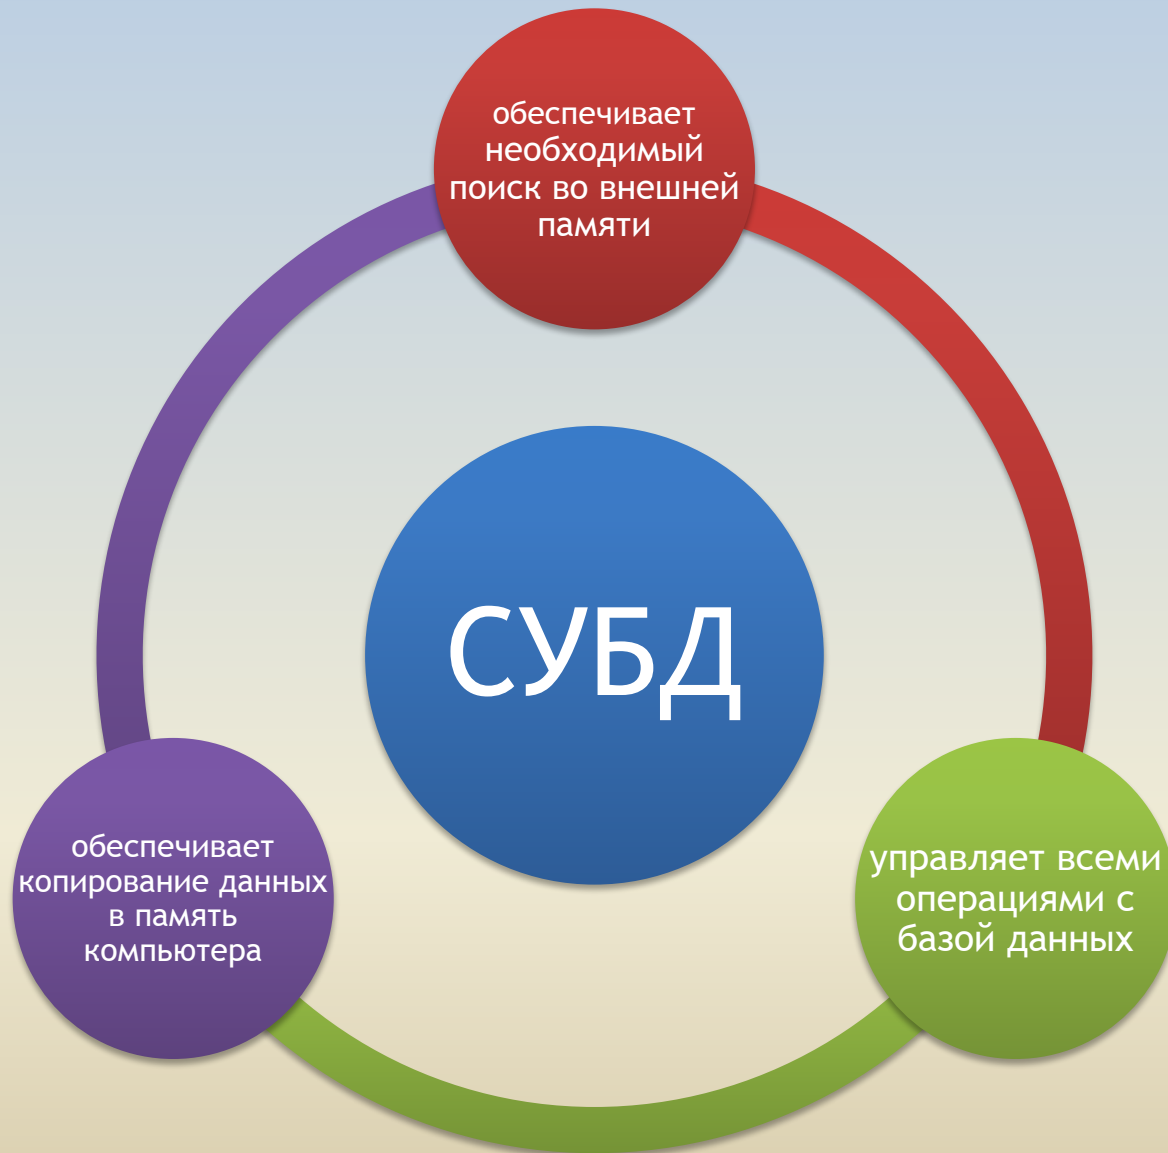 обеспечивает
необходимый
поиск во внешней
памяти
СУБД
управляет всеми
операциями с
базой данных
обеспечивает
копирование данных
в память
компьютера